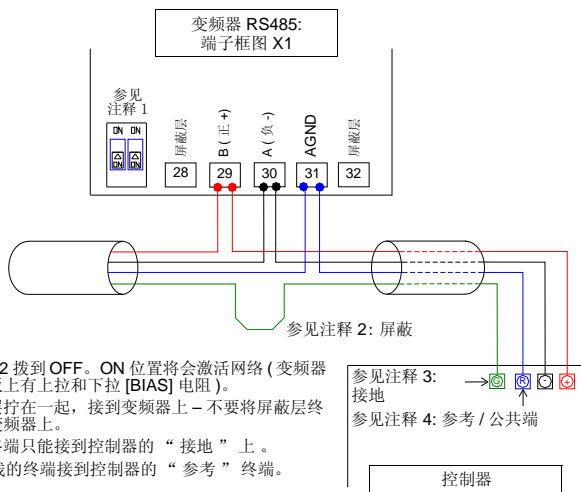 变频器 RS485:
端子框图 X1
参见
注释 1
ON ON
ON ON
屏蔽层
B ( 正 +)
A ( 负 -)
AGND
屏蔽层
28
29
30
31
32
参见注释 2: 屏蔽
2 拨到 OFF。ON 位置将会激活网络 ( 变频器
上有上拉和下拉 [BIAS] 电阻 )。
拧在一起，接到变频器上 – 不要将屏蔽层终
变频器上。
终端只能接到控制器的 “ 接地 ” 上 。
线的终端接到控制器的 “ 参考 ” 终端。
参见注释 3:
接地
G R - +
参见注释 4: 参考 / 公共端
控制器